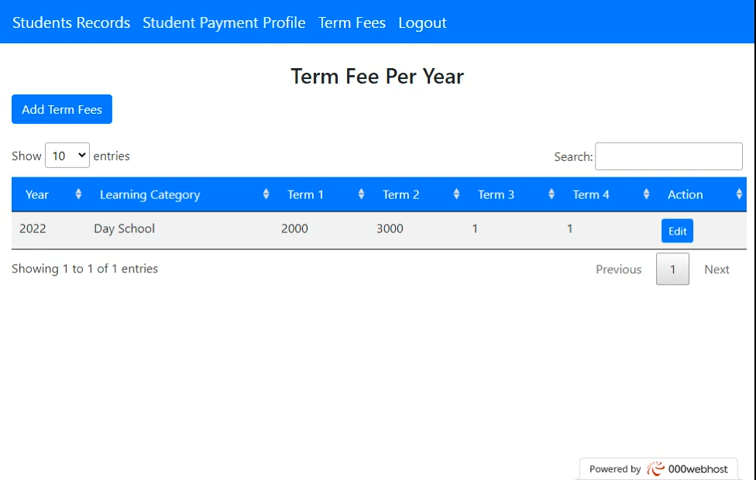 Students Records Student Payment Profile Term Fees Logout
Term Fee Per Year
Add Term Fees
Show 10 entries Search:
Year Learning Category Term 1 Term 2 Term 3 Term 4 Action
2022 Day School 2000 3000 1 1 Edit
Showing 1 to 1 of 1 entries Previous 1 Next
Powered by 000webhost